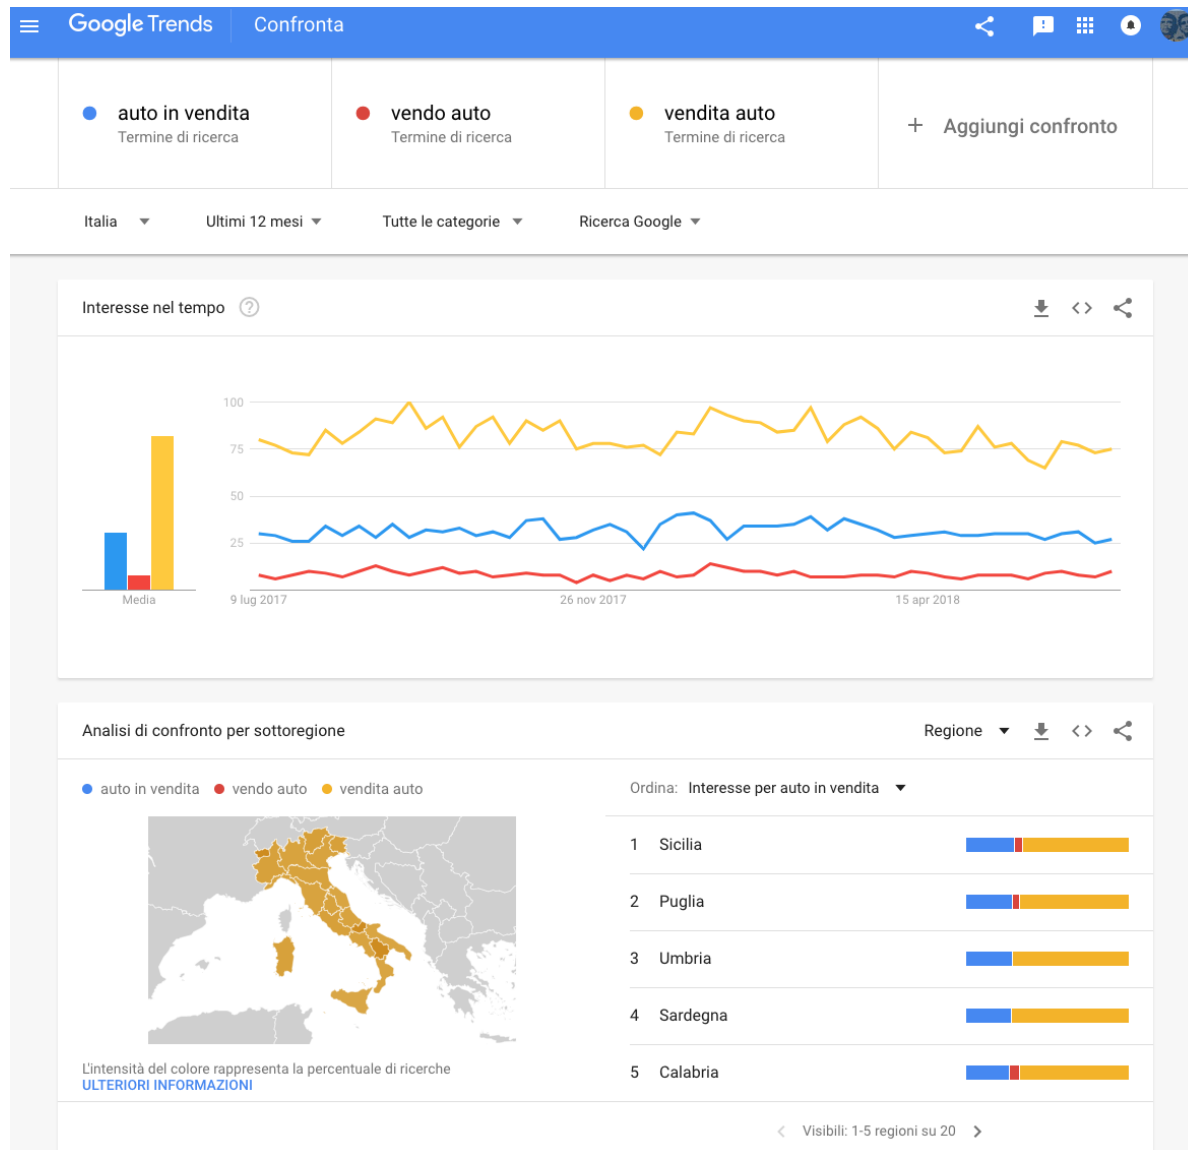 Google Trends Confronta
auto in vendita
Termine di ricerca
vendo auto
Termine di ricerca
vendita auto
Termine di ricerca
+ Aggiungi confronto
Italia Ultimi 12 mesi Tutte le categorie Ricerca Google
Interesse nel tempo ?
100
75
50
25
Media 9 lug 2017 26 nov 2017 15 apr 2018
Analisi di confronto per sottoregione Regione
auto in vendita vendo auto vendita auto
Ordina: Interesse per auto in vendita
1 Sicilia
2 Puglia
3 Umbria
4 Sardegna
5 Calabria
L'intensità del colore rappresenta la percentuale di ricerche
ULTERIORI INFORMAZIONI
Visibili: 1-5 regioni su 20